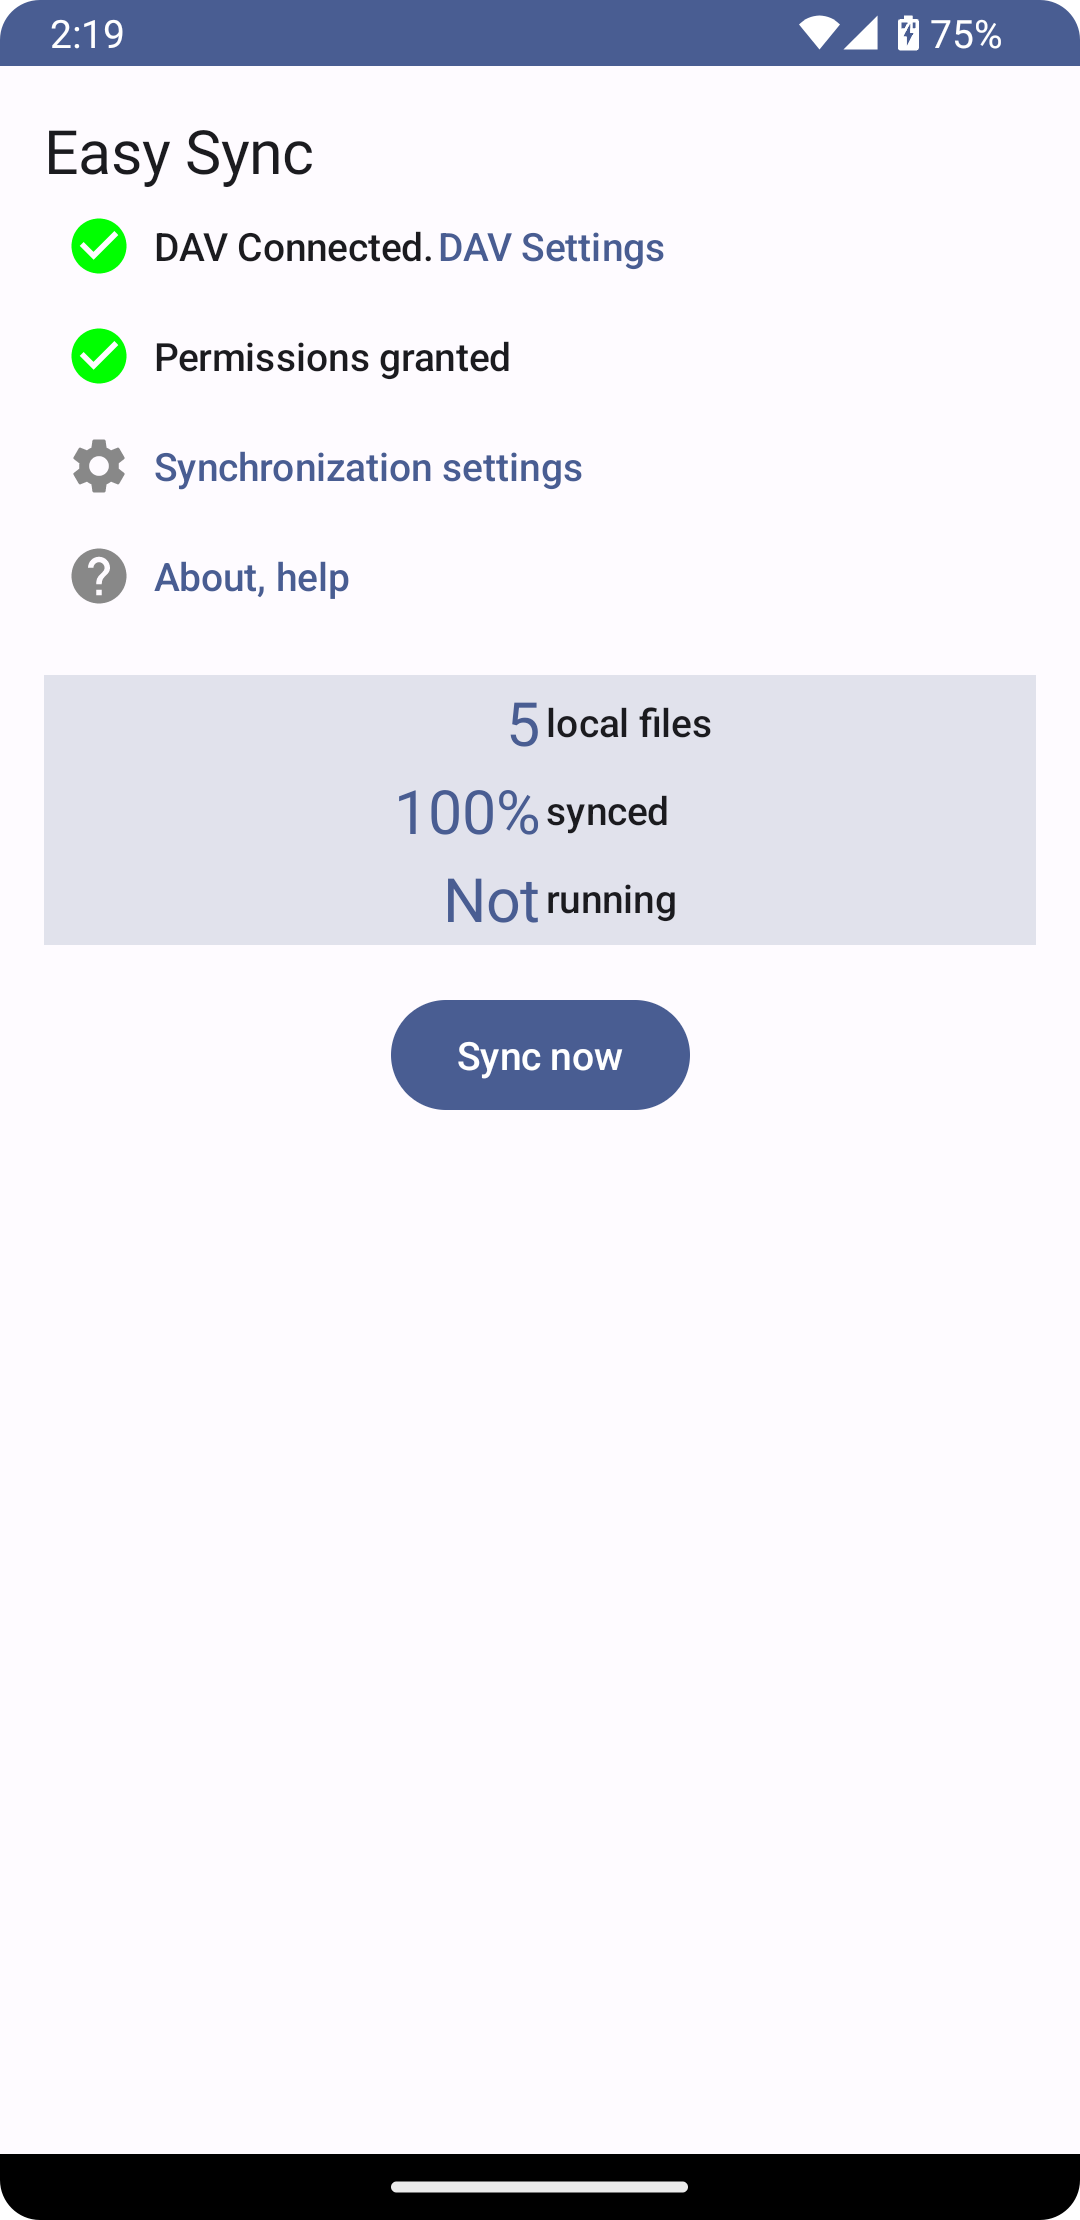 2:19 75%
Easy Sync
DAV Connected. DAV Settings
Permissions granted
Synchronization settings
About, help
5 local files
100% synced
Not running
Sync now